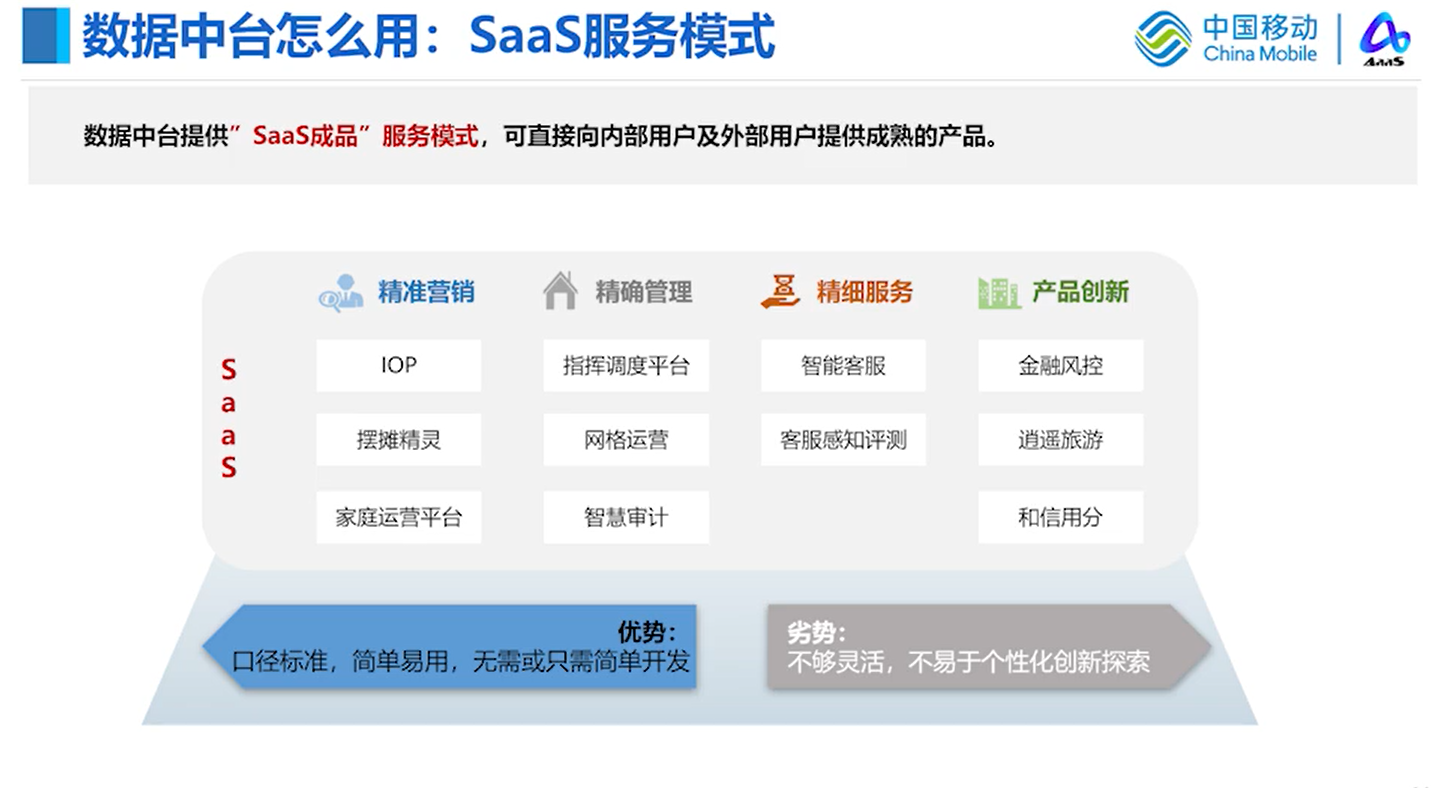 数据中台怎么用：SaaS服务模式
中国移动
China Mobile
AaaS
数据中台提供”SaaS成品”服务模式，可直接向内部用户及外部用户提供成熟的产品。
SaaS
精准营销
精确管理
精细服务
产品创新
IOP
指挥调度平台
智能客服
金融风控
摆摊精灵
网格运营
客服感知评测
逍遥旅游
家庭运营平台
智慧审计
和信用分
优势：
口径标准，简单易用，无需或只需简单开发
劣势：
不够灵活，不易于个性化创新探索